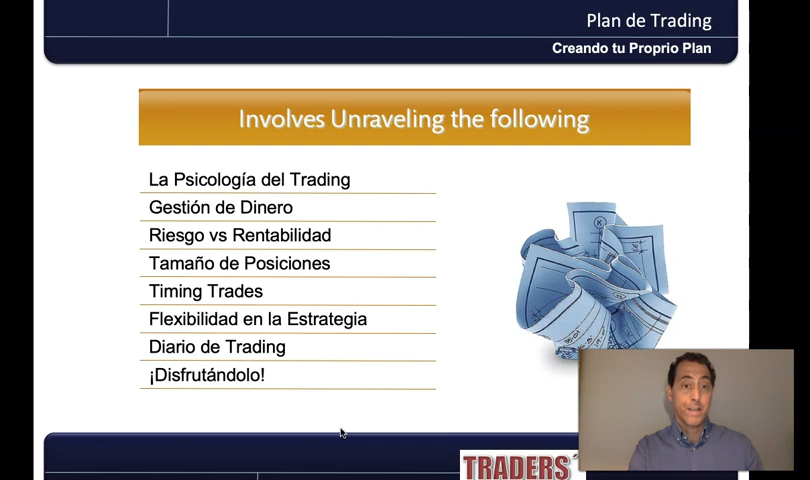 Plan de Trading
Creando tu Proprio Plan
Involves Unraveling the following
La Psicología del Trading
Gestión de Dinero
Riesgo vs Rentabilidad
Tamaño de Posiciones
Timing Trades
Flexibilidad en la Estrategia
Diario de Trading
¡Disfrutándolo!
K
TRADERS'